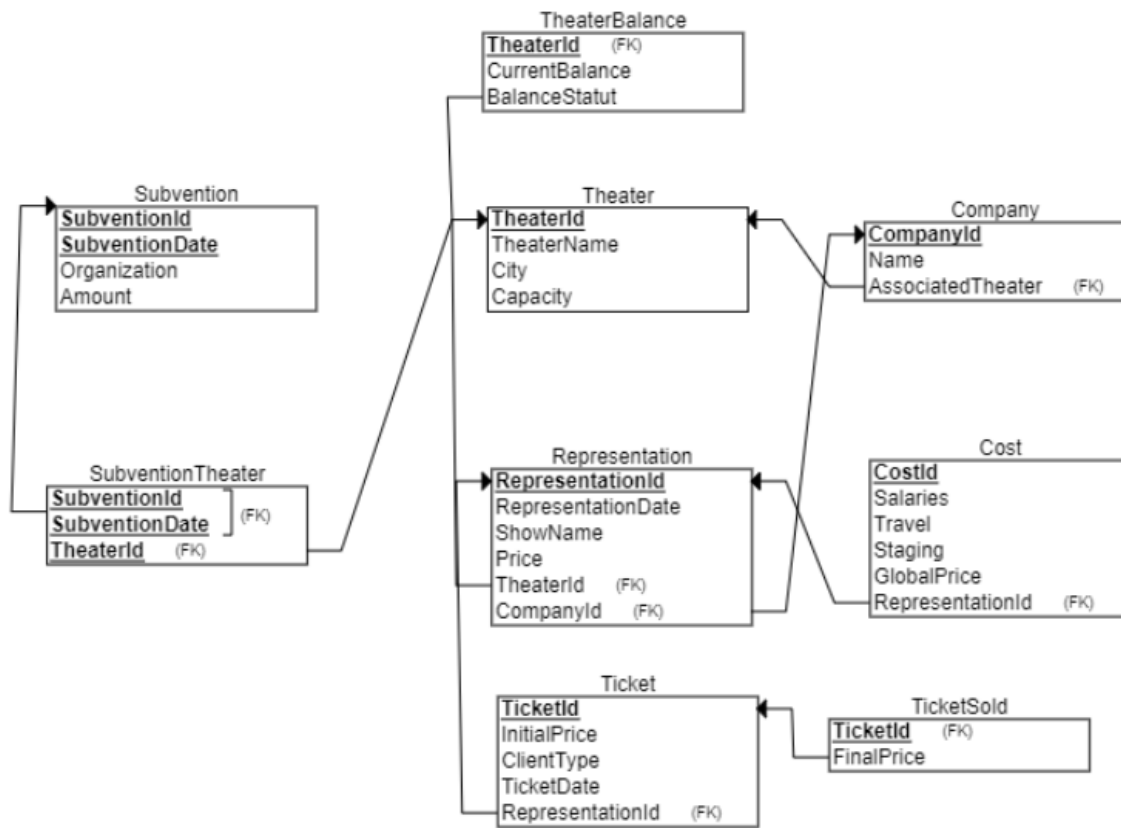 TheaterBalance
TheaterId (FK)
CurrentBalance
BalanceStatut
Subvention
SubventionId
SubventionDate
Organization
Amount
Theater
TheaterId
TheaterName
City
Capacity
Company
CompanyId
Name
AssociatedTheater (FK)
SubventionTheater
SubventionId
SubventionDate
(FK)
TheaterId (FK)
Representation
RepresentationId
RepresentationDate
ShowName
Price
TheaterId (FK)
CompanyId (FK)
Cost
CostId
Salaries
Travel
Staging
GlobalPrice
RepresentationId (FK)
Ticket
TicketId
InitialPrice
ClientType
TicketDate
RepresentationId (FK)
TicketSold
TicketId (FK)
FinalPrice